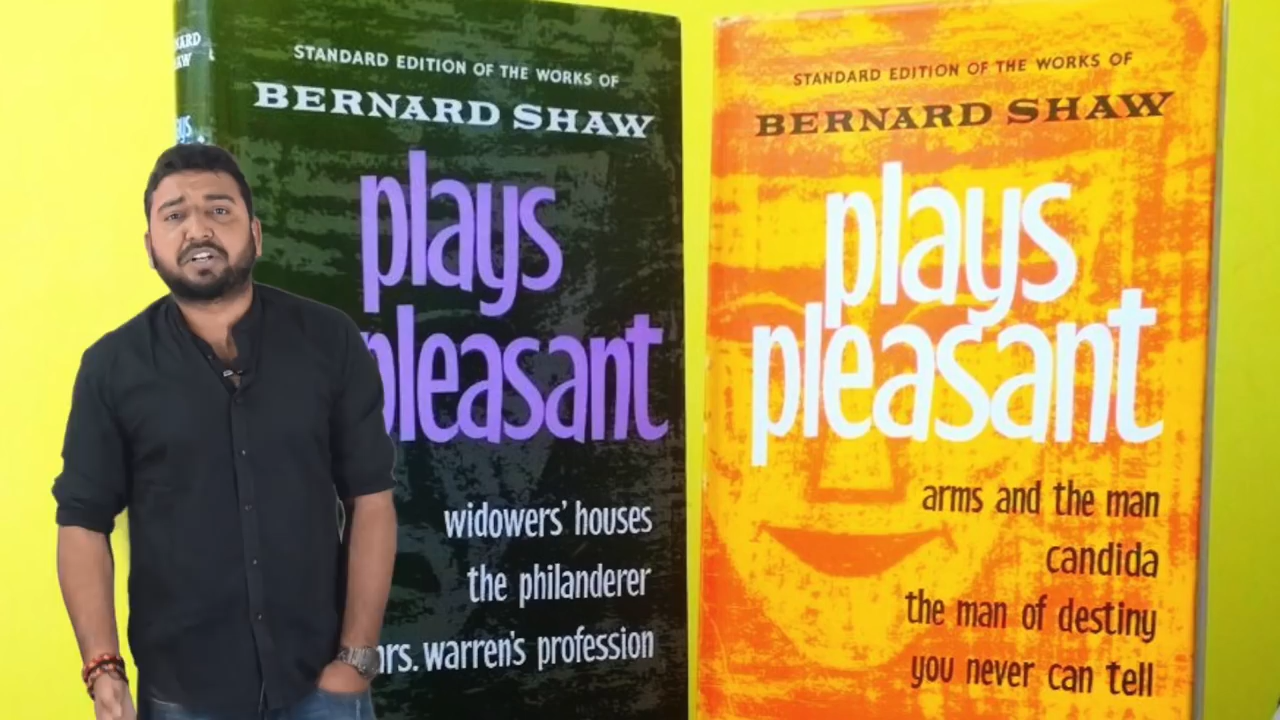 STANDARD EDITION OF THE WORKS OF
BERNARD SHAW
plays
pleasant
widowers' houses
the philanderer
mrs. warren's profession
STANDARD EDITION OF THE WORKS OF
BERNARD SHAW
plays
pleasant
arms and the man
candida
the man of destiny
you never can tell